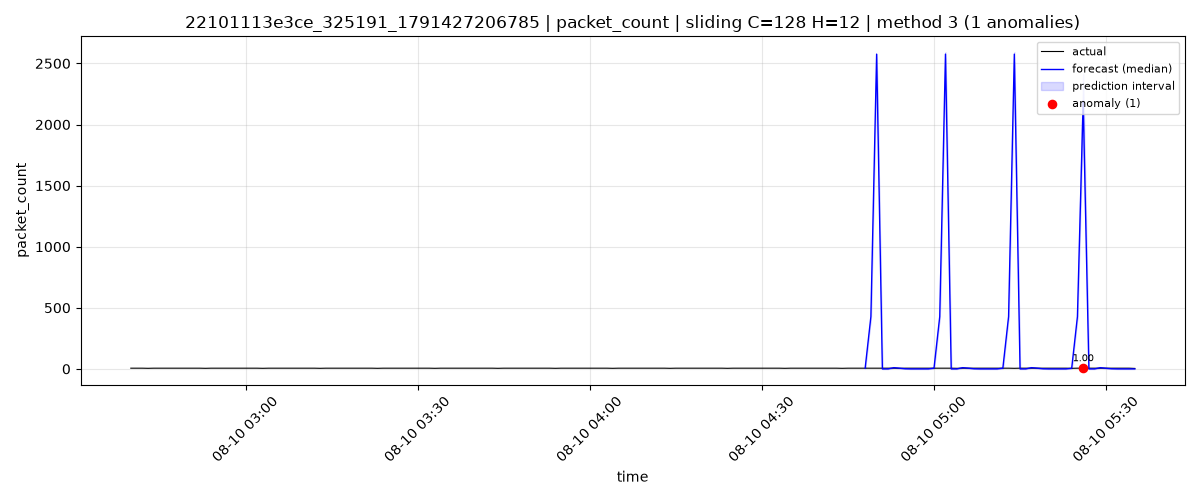 22101113e3ce_325191_1791427206785 | packet_count | sliding C=128 H=12 | method 3 (1 anomalies)
packet_count
2500
2000
1500
1000
500
0
actual
forecast (median)
prediction interval
anomaly (1)
1.00
08-10 03:00
08-10 03:30
08-10 04:00
08-10 04:30
08-10 05:00
08-10 05:30
time